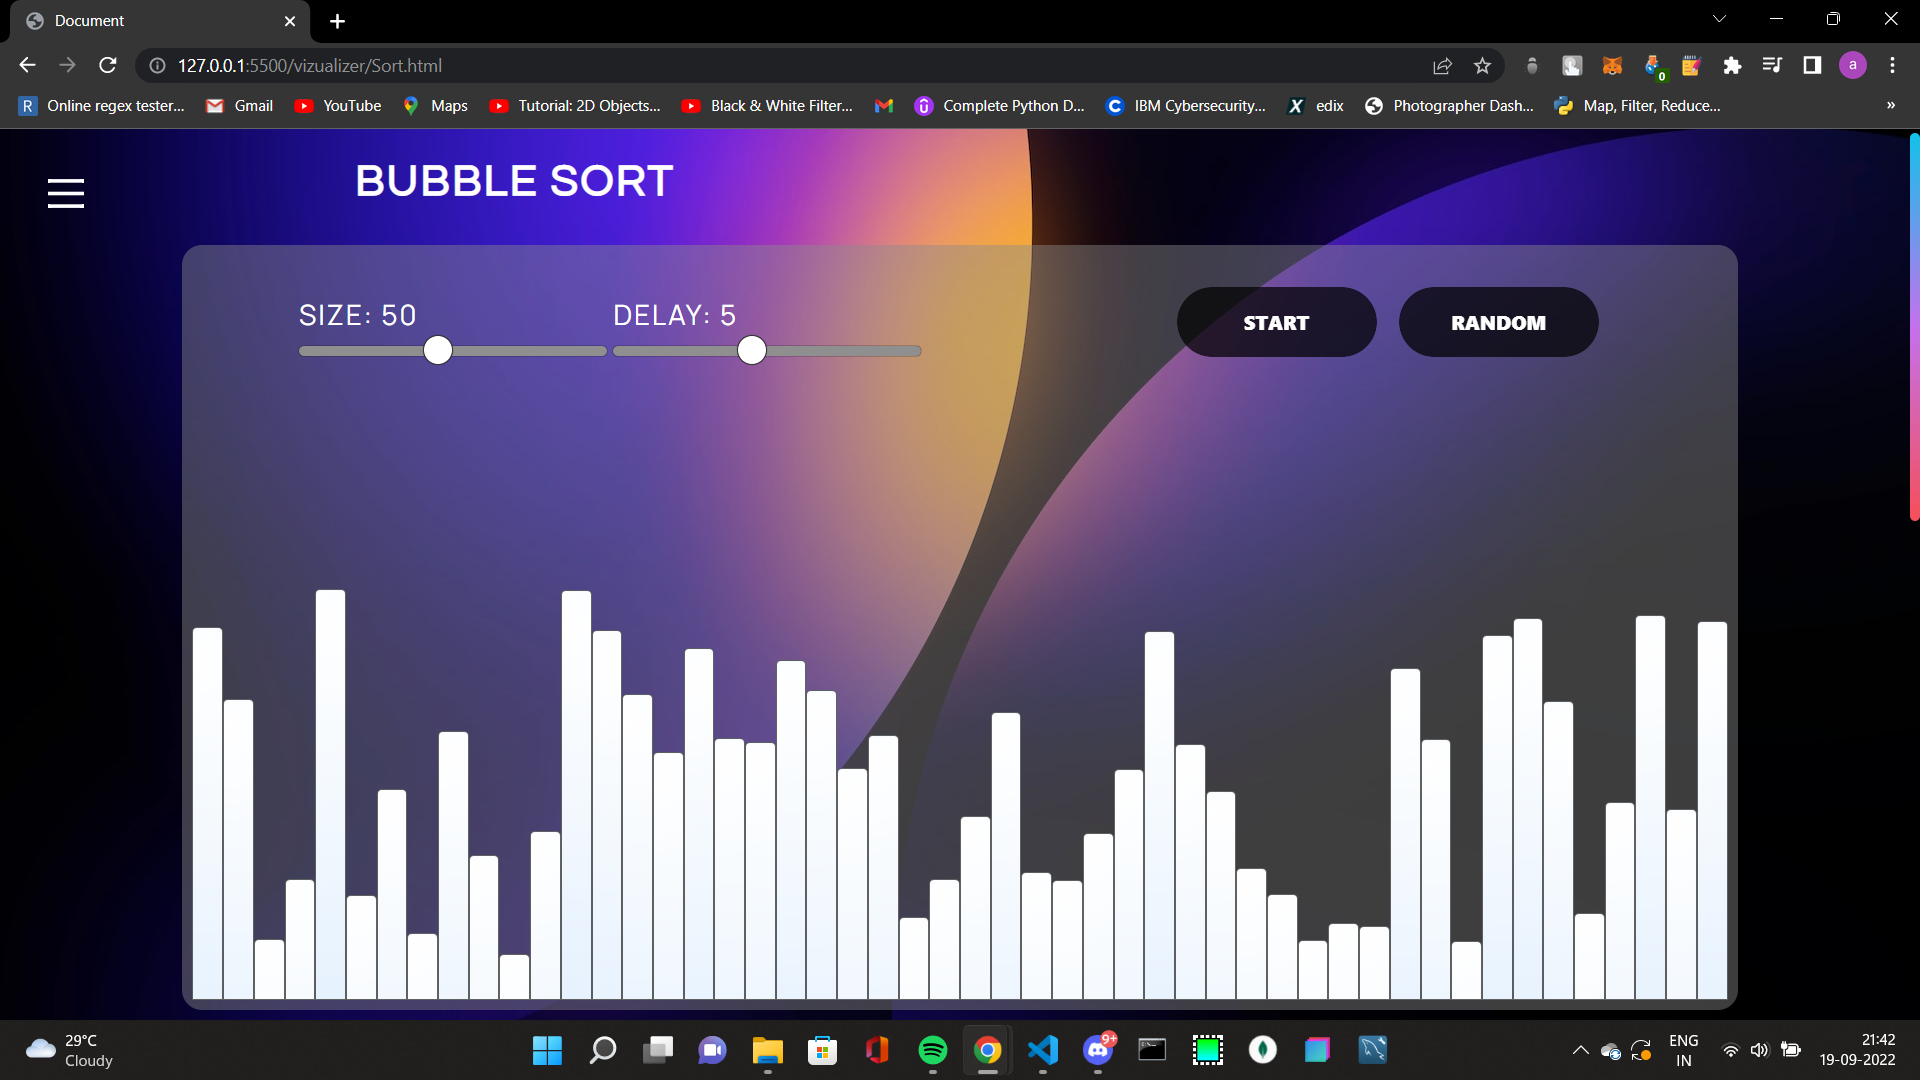 Document
127.0.0.1:5500/vizualizer/Sort.html
a
0
R Online regex tester... Gmail YouTube Maps Tutorial: 2D Objects... Black & White Filter... Complete Python D... IBM Cybersecurity... edix Photographer Dash... Map, Filter, Reduce... »
BUBBLE SORT
SIZE: 50 DELAY: 5
START RANDOM
29°C
Cloudy
9+
ENG
IN
21:42
19-09-2022